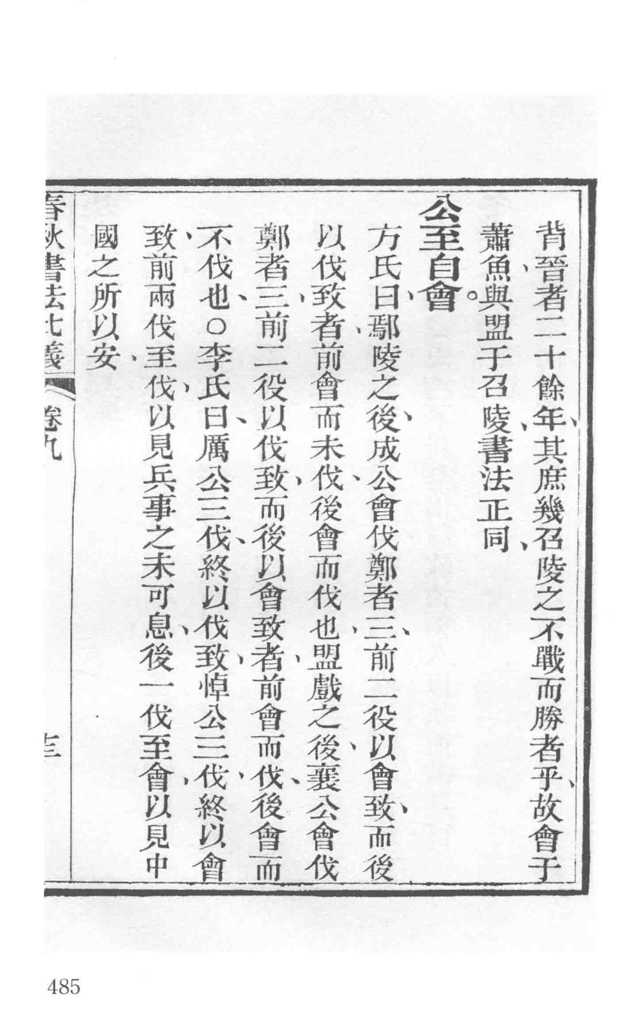 背晉者二十餘年、其庶幾召陵之不戰而勝者乎、故會于
蕭魚與盟于召陵、書法正同、
公至自會。
方氏曰、鄢陵之後、成公會伐鄭者三、前二役以會致、而後
以伐致者、前會而未伐、後會而伐也、盟戲之後、襄公會伐
鄭者三、前二役以伐致、而後以會致者、前會而伐、後會而
不伐也、○李氏曰、厲公三伐、終以伐致、悼公三伐、終以會
致、前兩伐至伐、以見兵事之未可息、後一伐至會、以見中
國之所以安、
春秋書法比義
卷九
士二
485